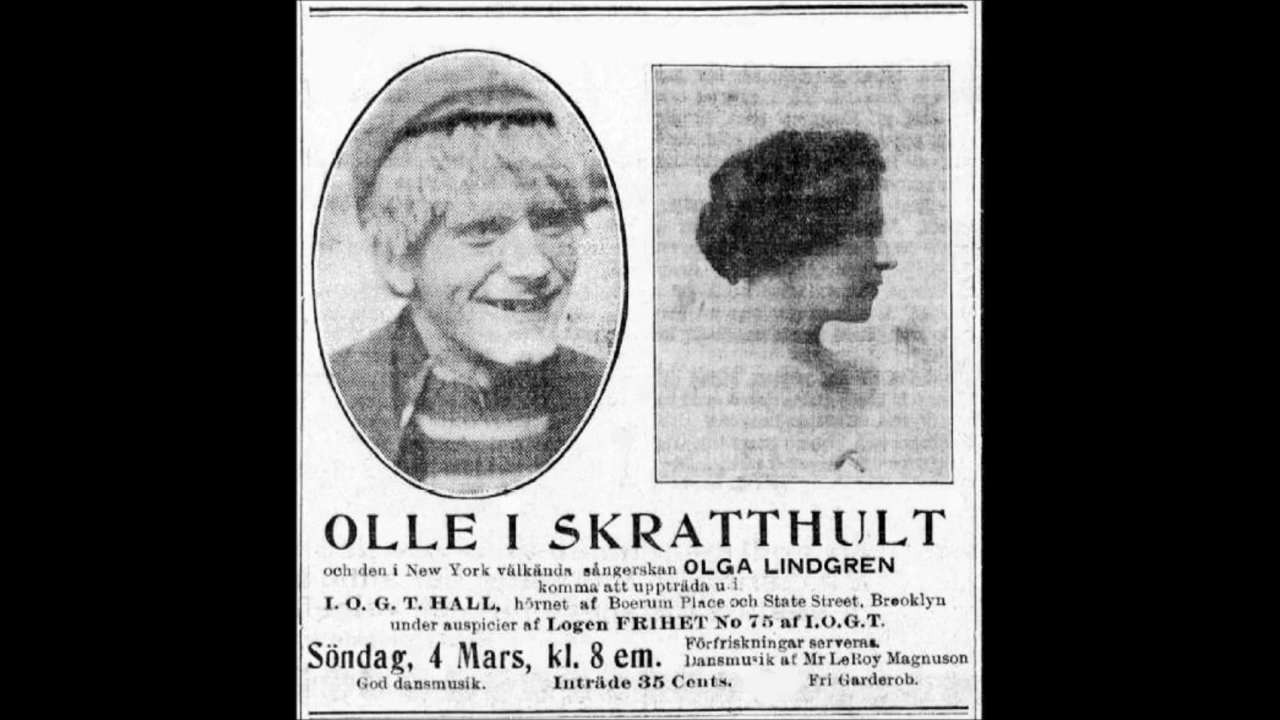 OLLE I SKRATTHULT
och den i New York välkända sångerskan OLGA LINDGREN
komma att uppträda u i
I. O. G. T. HALL, hörnet af Boerum Place och State Street, Brooklyn
under auspicier af Logen FRIHET No 75 af I.O.G.T.
Söndag, 4 Mars, kl. 8 em.
Förfriskningar serveras.
Dansmusik af Mr LeRoy Magnuson
God dansmusik. Inträde 35 Cents. Fri Garderob.